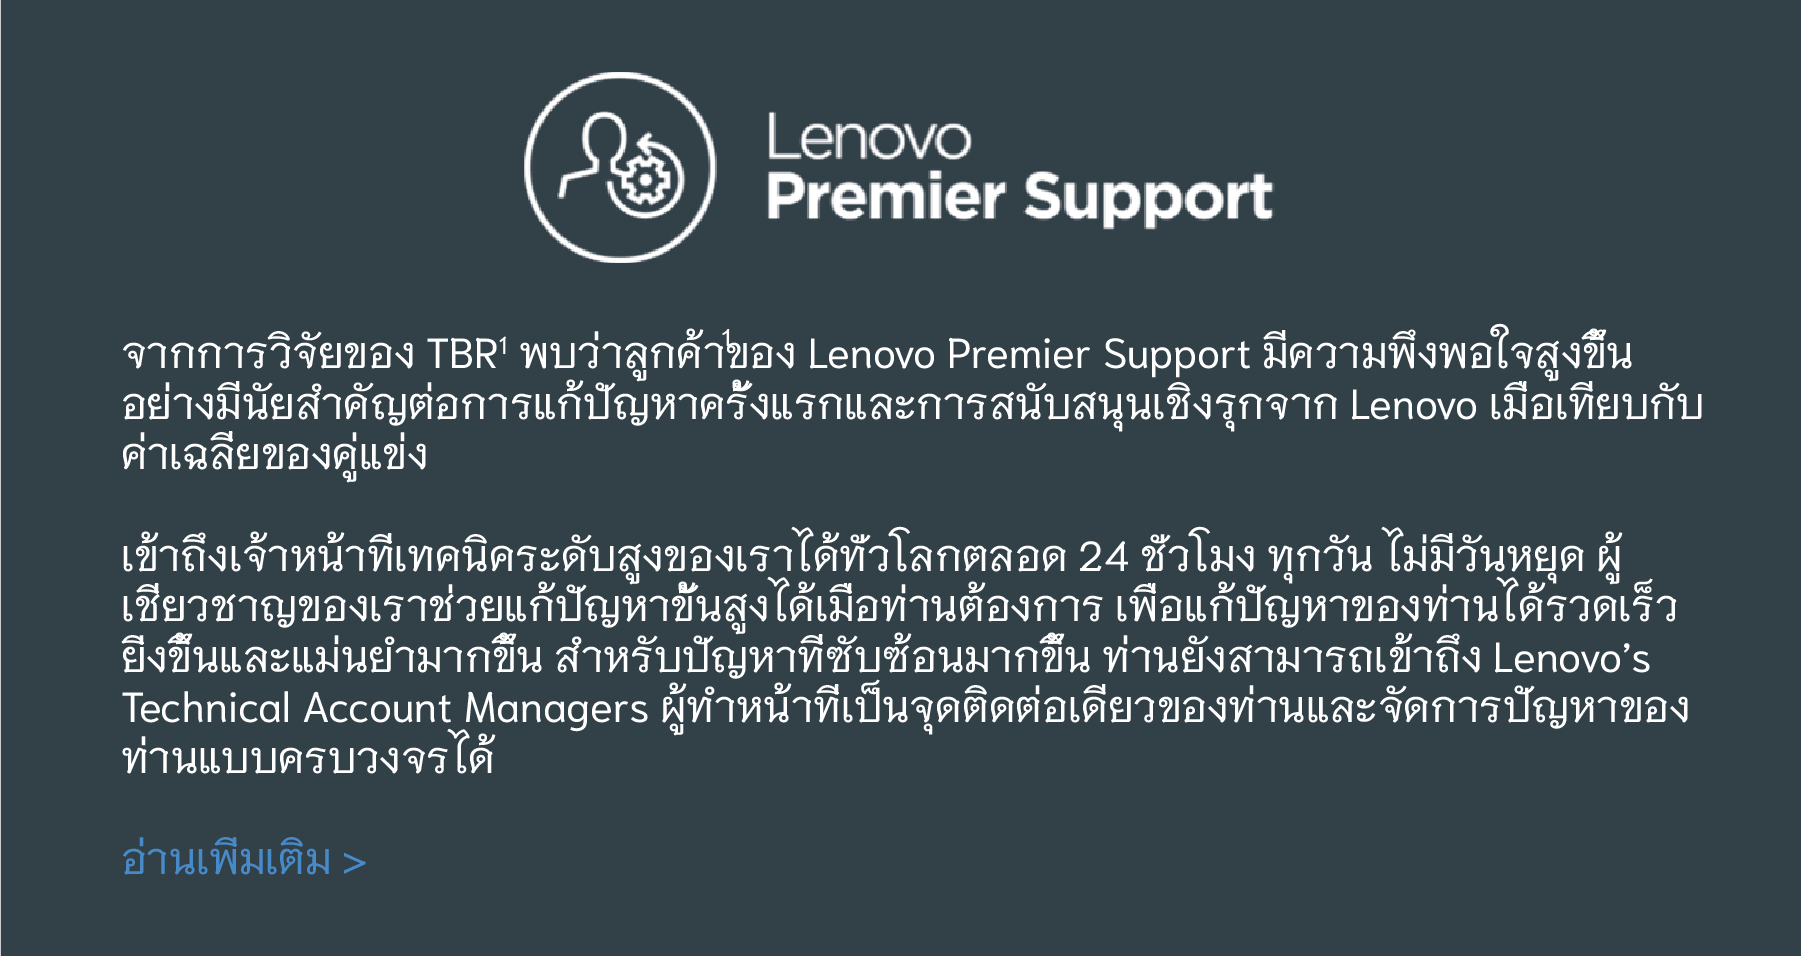 Lenovo
Premier Support
จากการวิจัยของ TBR¹ พบว่าลูกค้า¹ของ Lenovo Premier Support มีความพึงพอใจสูงขึ้น
อย่างมีนัยสำคัญต่อการแก้ปัญหาครั้งแรกและการสนับสนุนเชิงรุกจาก Lenovo เมื่อเทียบกับ
ค่าเฉลี่ยของคู่แข่ง
เข้าถึงเจ้าหน้าที่เทคนิคระดับสูงของเราได้ทั่วโลกตลอด 24 ชั่วโมง ทุกวัน ไม่มีวันหยุด ผู้
เชี่ยวชาญของเราช่วยแก้ปัญหาขั้นสูงได้เมื่อท่านต้องการ เพื่อแก้ปัญหาของท่านได้รวดเร็ว
ยิ่งขึ้นและแม่นยำมากขึ้น สำหรับปัญหาที่ซับซ้อนมากขึ้น ท่านยังสามารถเข้าถึง Lenovo’s
Technical Account Managers ผู้ทำหน้าที่เป็นจุดติดต่อเดียวของท่านและจัดการปัญหาของ
ท่านแบบครบวงจรได้
อ่านเพิ่มเติม >